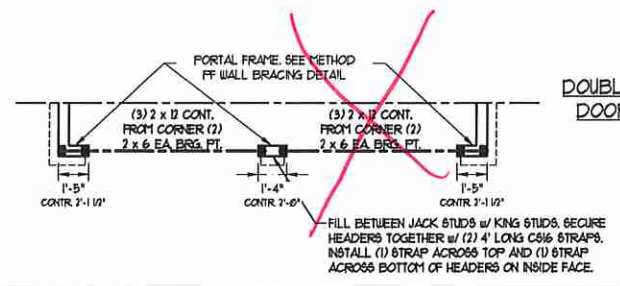 PORTAL FRAME. SEE METHOD
PF WALL BRACING DETAIL
(3) 2 x 12 CONT.
FROM CORNER (2)
2 x 6 EA. BRG. PT.
(3) 2 x 12 CONT.
FROM CORNER (2)
2 x 6 EA. BRG. PT.
DOUBL
DOOR
1'-5"
CONTR. 2'-1 1/2"
1'-4"
CONTR. 2'-0"
1'-5"
CONTR. 2'-1 1/2"
FILL BETWEEN JACK STUDS w/ KING STUDS. SECURE
HEADERS TOGETHER w/ (2) 4' LONG CS16 STRAPS.
INSTALL (1) STRAP ACROSS TOP AND (1) STRAP
ACROSS BOTTOM OF HEADERS ON INSIDE FACE.